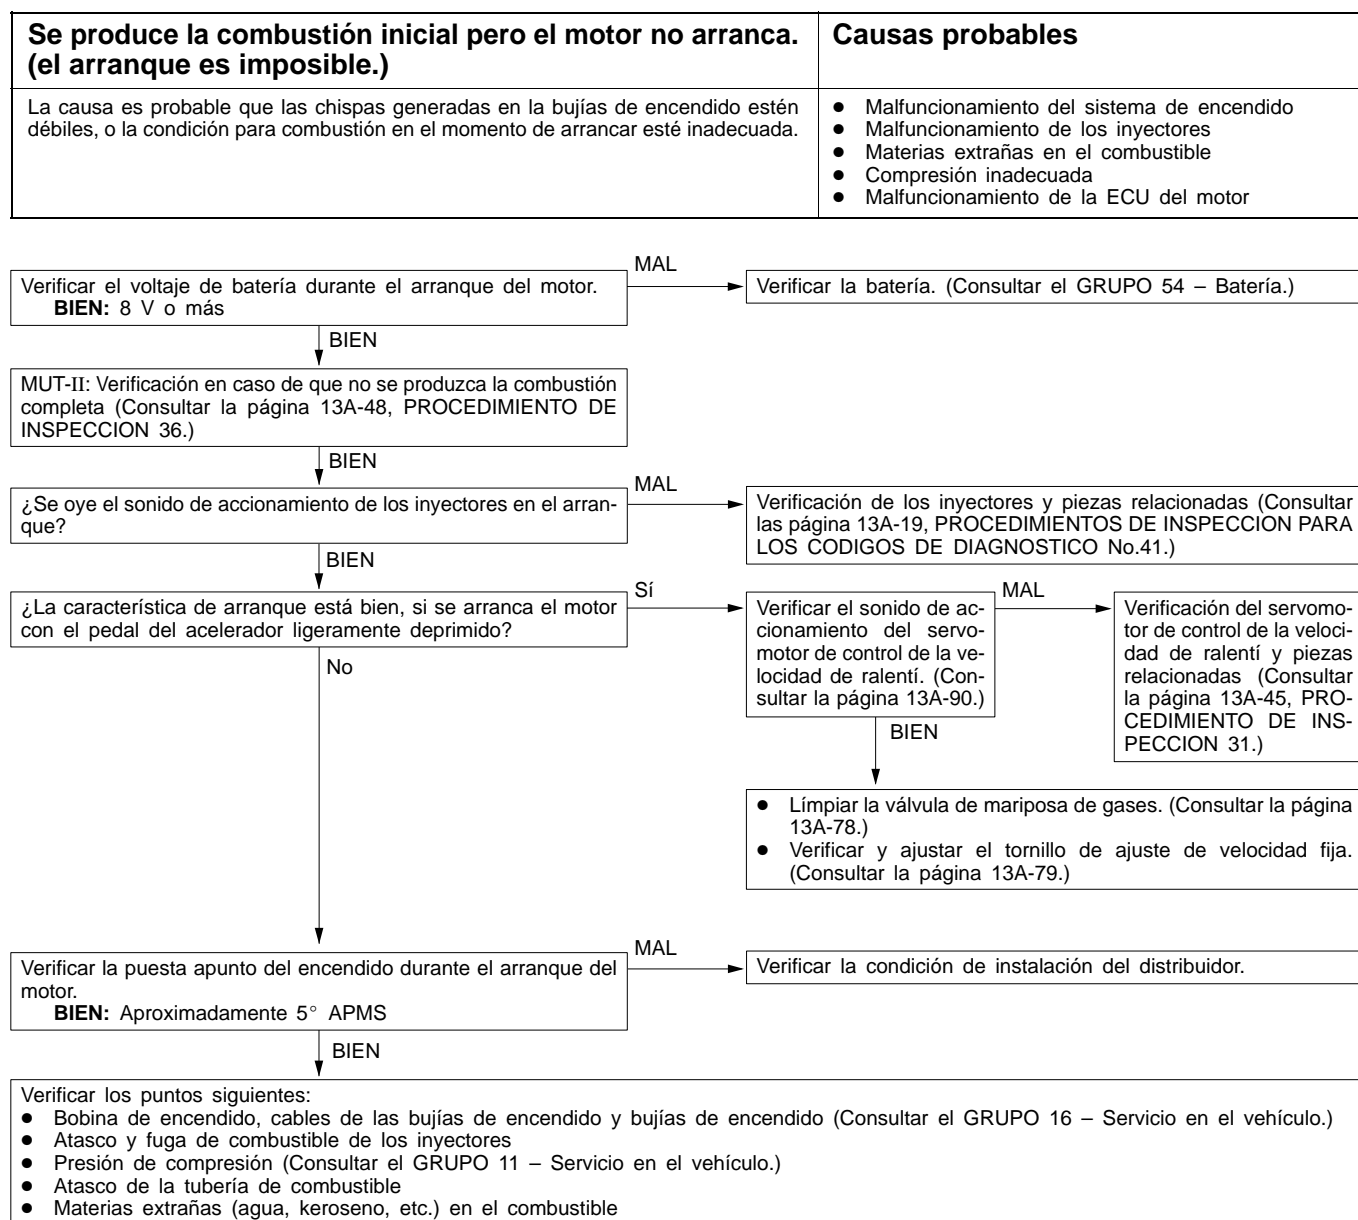 Se produce la combustión inicial pero el motor no arranca.
(el arranque es imposible.)
Causas probables
La causa es probable que las chispas generadas en la bujías de encendido estén
débiles, o la condición para combustión en el momento de arrancar esté inadecuada.
● Malfuncionamiento del sistema de encendido
● Malfuncionamiento de los inyectores
● Materias extrañas en el combustible
● Compresión inadecuada
● Malfuncionamiento de la ECU del motor
Verificar el voltaje de batería durante el arranque del motor.
BIEN: 8 V o más
MAL
Verificar la batería. (Consultar el GRUPO 54 – Batería.)
BIEN
MUT-II: Verificación en caso de que no se produzca la combustión
completa (Consultar la página 13A-48, PROCEDIMIENTO DE
INSPECCION 36.)
BIEN
¿Se oye el sonido de accionamiento de los inyectores en el arran-
que?
MAL
Verificación de los inyectores y piezas relacionadas (Consultar
las página 13A-19, PROCEDIMIENTOS DE INSPECCION PARA
LOS CODIGOS DE DIAGNOSTICO No.41.)
BIEN
¿La característica de arranque está bien, si se arranca el motor
con el pedal del acelerador ligeramente deprimido?
Sí
Verificar el sonido de ac-
cionamiento del servo-
motor de control de la ve-
locidad de ralentí. (Con-
sultar la página 13A-90.)
MAL
Verificación del servomo-
tor de control de la veloci-
dad de ralentí y piezas
relacionadas (Consultar
la página 13A-45, PRO-
CEDIMIENTO DE INS-
PECCION 31.)
No
BIEN
● Límpiar la válvula de mariposa de gases. (Consultar la página
13A-78.)
● Verificar y ajustar el tornillo de ajuste de velocidad fija.
(Consultar la página 13A-79.)
Verificar la puesta apunto del encendido durante el arranque del
motor.
BIEN: Aproximadamente 5° APMS
MAL
Verificar la condición de instalación del distribuidor.
BIEN
Verificar los puntos siguientes:
● Bobina de encendido, cables de las bujías de encendido y bujías de encendido (Consultar el GRUPO 16 – Servicio en el vehículo.)
● Atasco y fuga de combustible de los inyectores
● Presión de compresión (Consultar el GRUPO 11 – Servicio en el vehículo.)
● Atasco de la tubería de combustible
● Materias extrañas (agua, keroseno, etc.) en el combustible